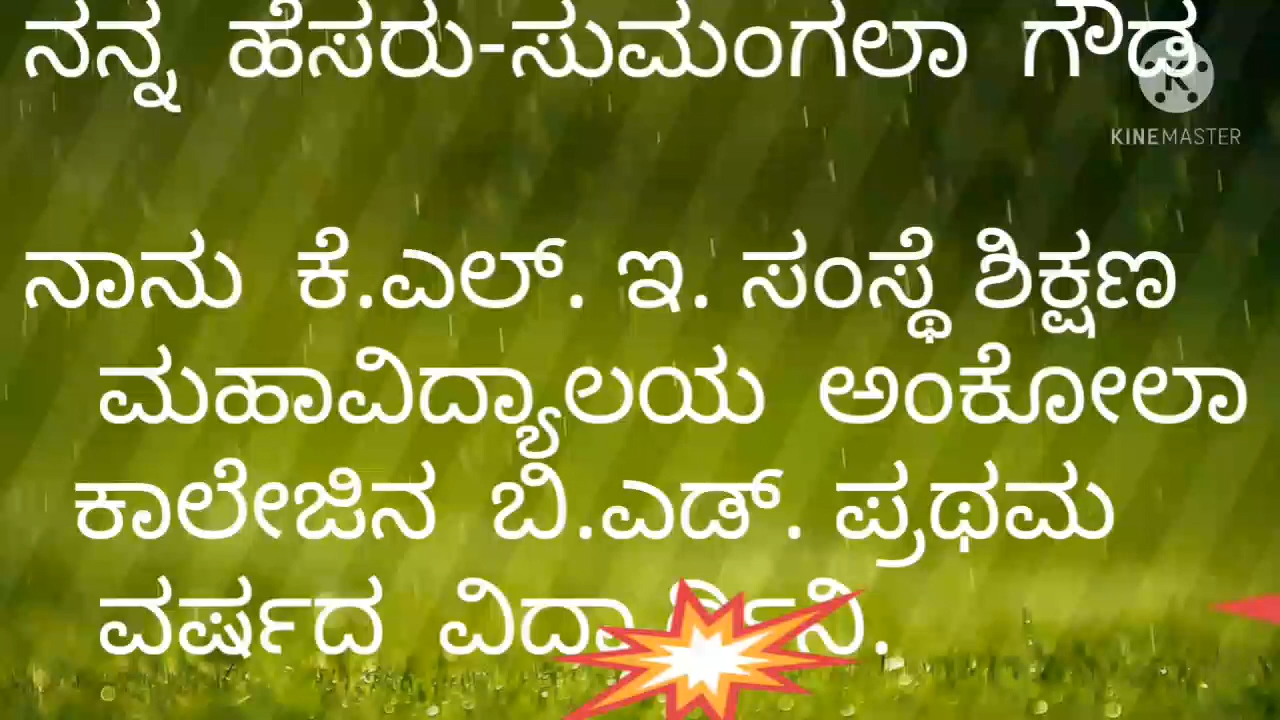 ನನ್ನ ಹೆಸರು-ಸುಮಂಗಲಾ ಗೌಡ
KINEMASTER
ನಾನು ಕೆ.ಎಲ್. ಇ. ಸಂಸ್ಥೆ ಶಿಕ್ಷಣ
ಮಹಾವಿದ್ಯಾಲಯ ಅಂಕೋಲಾ
ಕಾಲೇಜಿನ ಬಿ.ಎಡ್. ಪ್ರಥಮ
ವರ್ಷದ